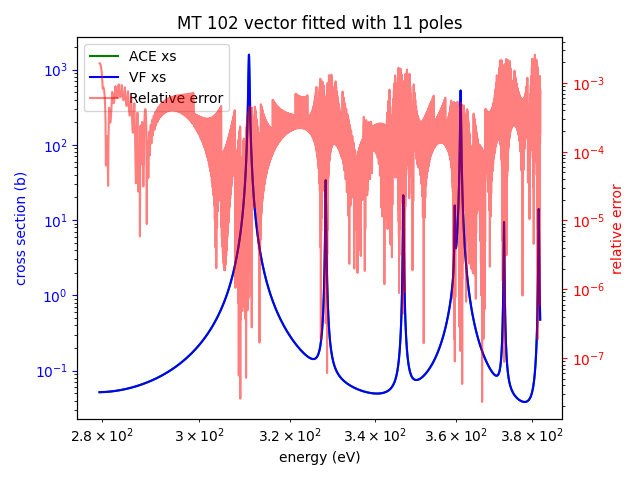 MT 102 vector fitted with 11 poles
ACE xs
VF xs
Relative error
10³
10²
10¹
10⁰
10⁻¹
cross section (b)
10⁻³
10⁻⁴
10⁻⁵
10⁻⁶
10⁻⁷
relative error
2.8 × 10² 3 × 10² 3.2 × 10² 3.4 × 10² 3.6 × 10² 3.8 × 10²
energy (eV)